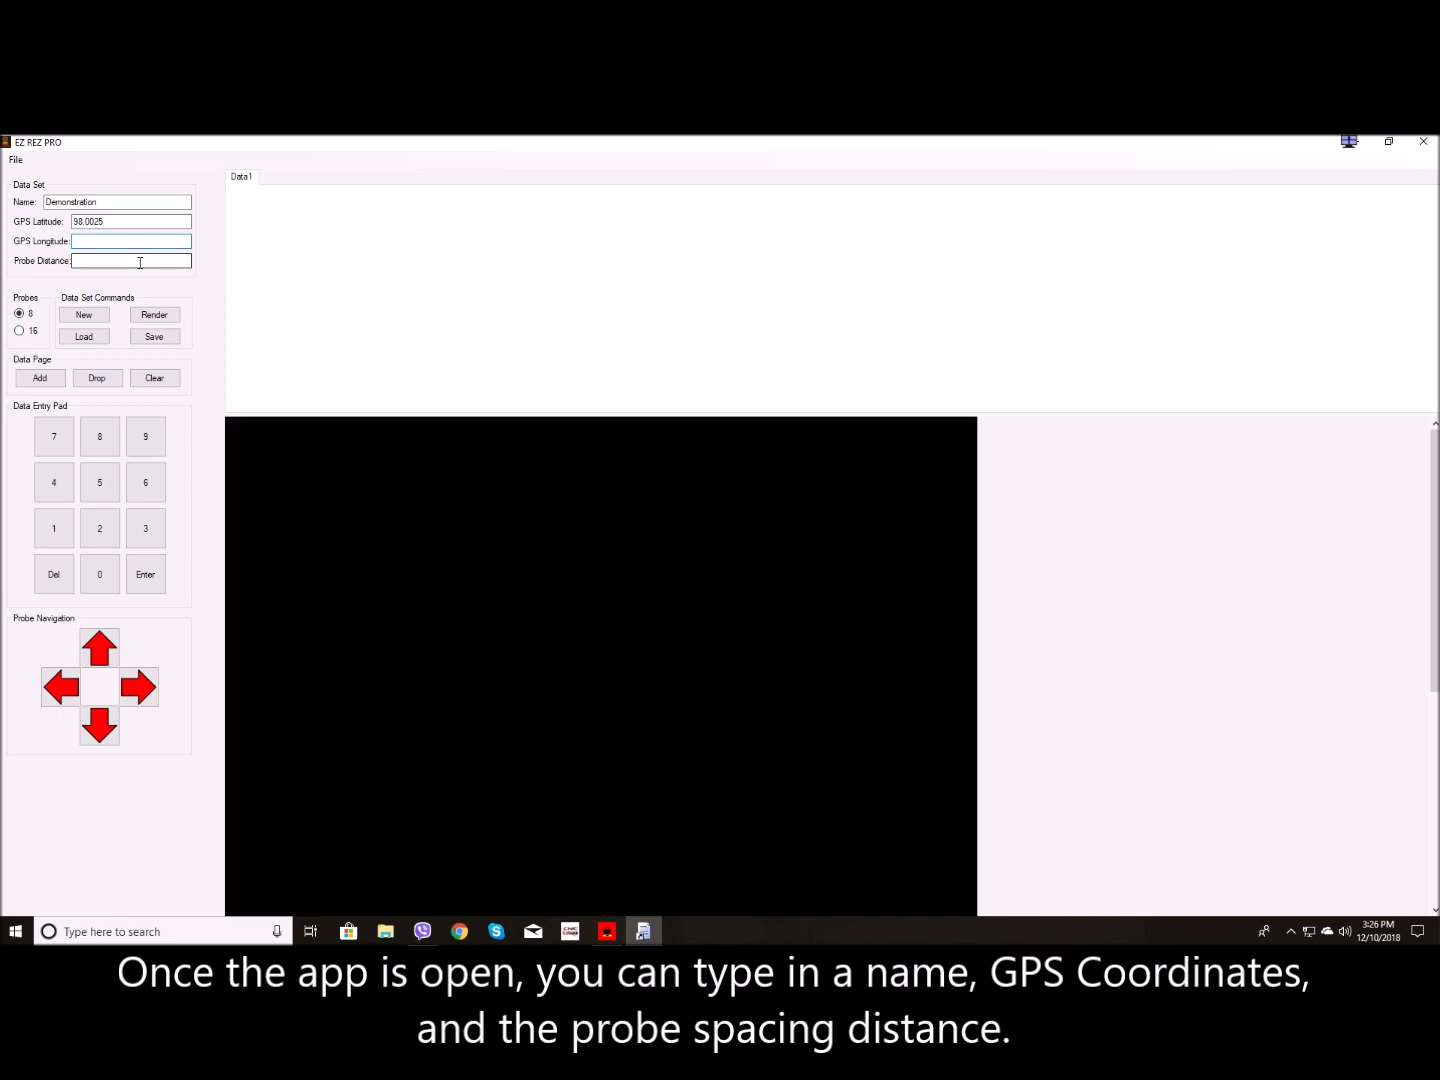 EZ REZ PRO
File
Data Set
Name: Demonstration
GPS Latitude: 98.0025
GPS Longitude:
Probe Distance:
Data1
Probes
8
16
Data Set Commands
New Render
Load Save
Data Page
Add Drop Clear
Data Entry Pad
7 8 9
4 5 6
1 2 3
Del 0 Enter
Probe Navigation
Type here to search
3:26 PM
12/10/2018
Once the app is open, you can type in a name, GPS Coordinates,
and the probe spacing distance.